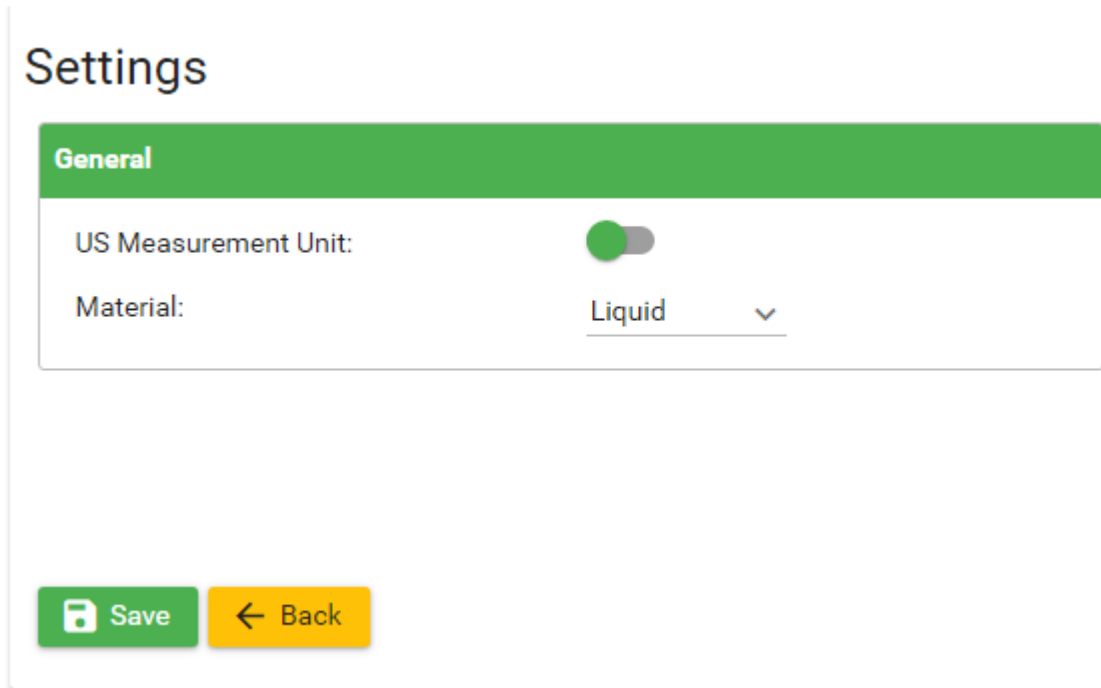 Settings
General
US Measurement Unit:
Material:
Liquid
Save
Back